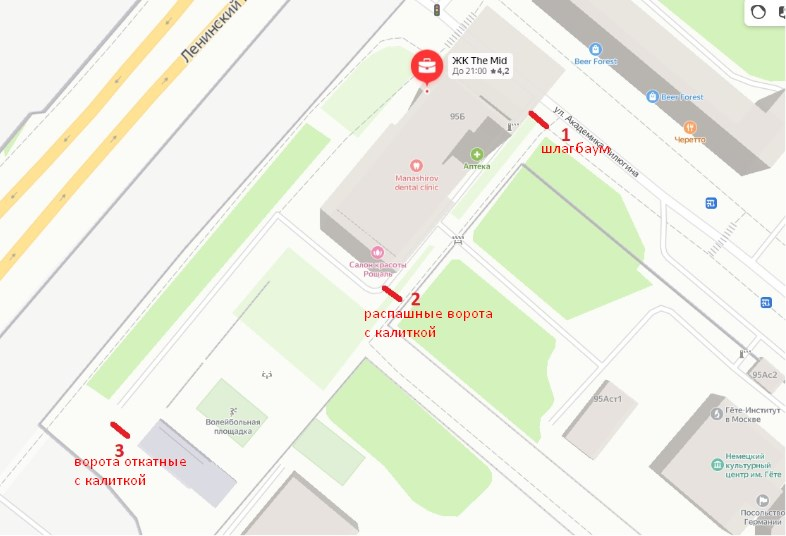 Ленинский
ЖК The Mid
До 21:00 ★4,2
Beer Forest
Beer Forest
Черетто
95Б
ул. Академика Пилюгина
1
шлагбаум
Аптека
Manashirov
dental clinic
Салон красоты
Рошаль
2
распашные ворота
с калиткой
95Ас2
95Аст1
Гёте Институт
в Москве
Волейбольная
площадка
3
ворота откатные
с калиткой
Немецкий
культурный
центр им. Гёте
Посольство
Германии